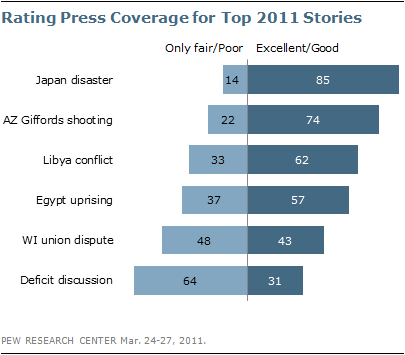 Rating Press Coverage for Top 2011 Stories
Only fair/Poor Excellent/Good
Japan disaster 14 85
AZ Giffords shooting 22 74
Libya conflict 33 62
Egypt uprising 37 57
WI union dispute 48 43
Deficit discussion 64 31
PEW RESEARCH CENTER Mar. 24-27, 2011.